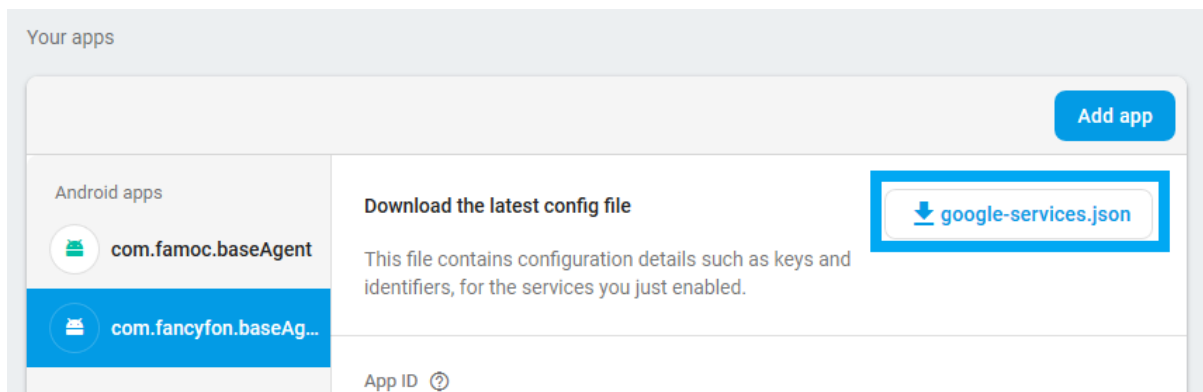 Your apps
Add app
Android apps
com.famoc.baseAgent
com.fancyfon.baseAg...
Download the latest config file
google-services.json
This file contains configuration details such as keys and
identifiers, for the services you just enabled.
App ID